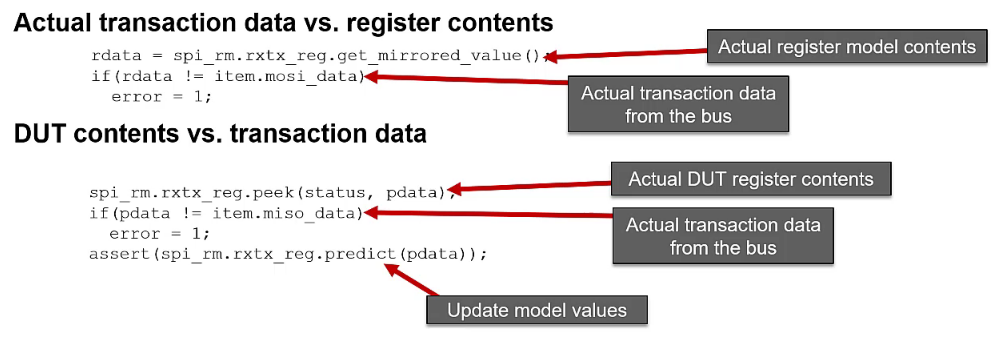 Actual transaction data vs. register contents
rdata = spi_rm.rxtx_reg.get_mirrored_value();
Actual register model contents
if(rdata != item.mosi_data)
error = 1;
Actual transaction data
from the bus
DUT contents vs. transaction data
spi_rm.rxtx_reg.peek(status, pdata);
Actual DUT register contents
if(pdata != item.miso_data)
error = 1;
Actual transaction data
from the bus
assert(spi_rm.rxtx_reg.predict(pdata));
Update model values